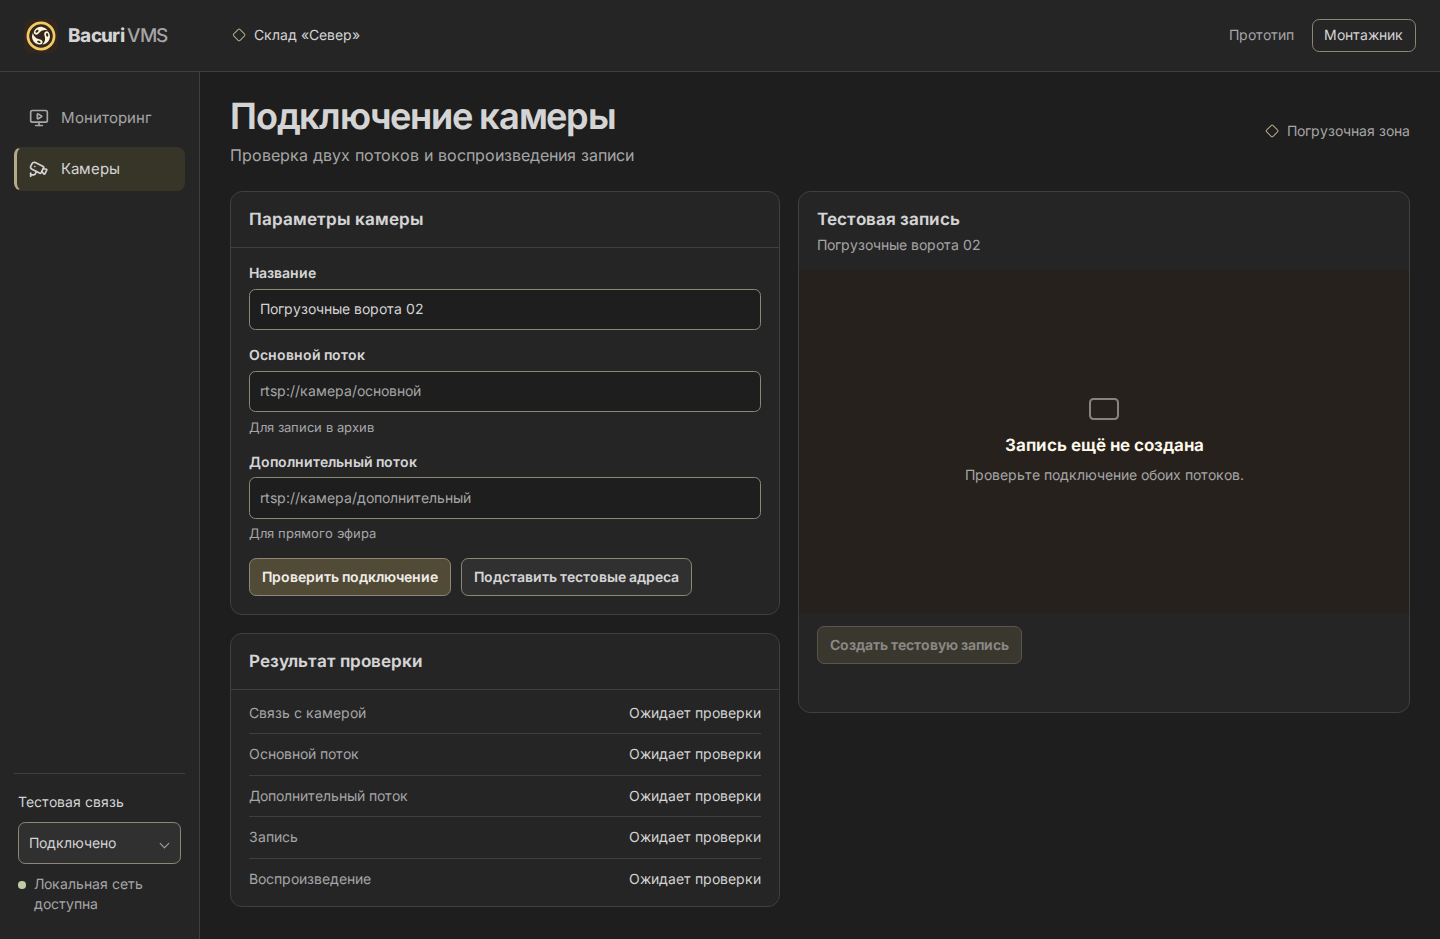 BacuriVMS
Склад «Север»
Прототип
Монтажник
Мониторинг
Камеры
Подключение камеры
Проверка двух потоков и воспроизведения записи
Погрузочная зона
Параметры камеры
Название
Погрузочные ворота 02
Основной поток
rtsp://камера/основной
Для записи в архив
Дополнительный поток
rtsp://камера/дополнительный
Для прямого эфира
Проверить подключение
Подставить тестовые адреса
Результат проверки
Связь с камерой Ожидает проверки
Основной поток Ожидает проверки
Дополнительный поток Ожидает проверки
Запись Ожидает проверки
Воспроизведение Ожидает проверки
Тестовая запись
Погрузочные ворота 02
Запись ещё не создана
Проверьте подключение обоих потоков.
Создать тестовую запись
Тестовая связь
Подключено
Локальная сеть
доступна